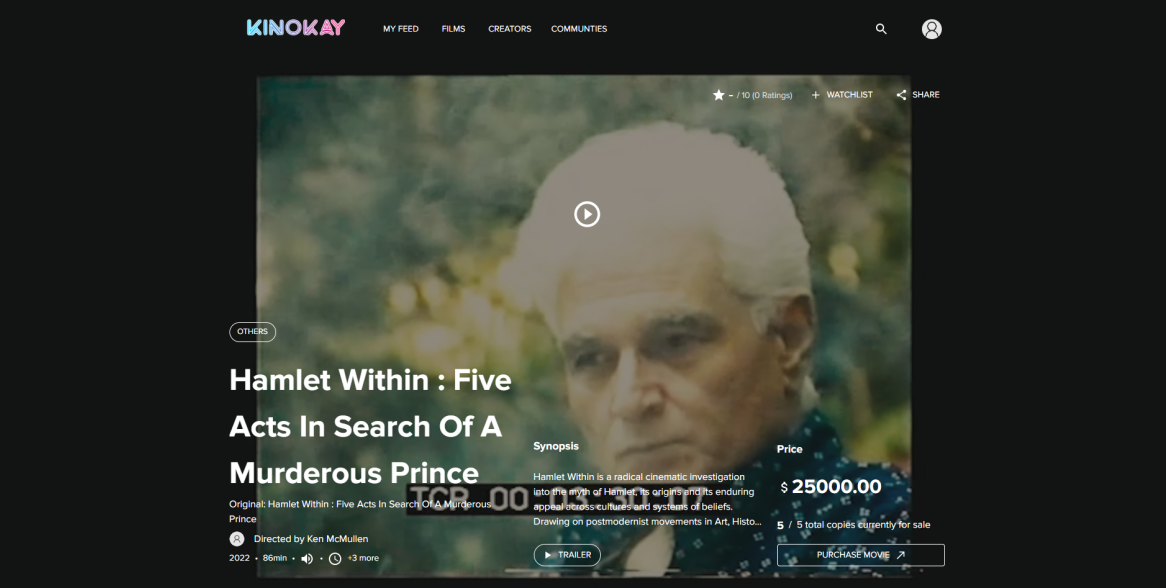 KINOKAY
MY FEED
FILMS
CREATORS
COMMUNTIES
- / 10 (0 Ratings)
+ WATCHLIST
SHARE
OTHERS
Hamlet Within : Five
Acts In Search Of A
Murderous Prince
Original: Hamlet Within : Five Acts In Search Of A Murderous
Prince
Directed by Ken McMullen
2022 • 86min • • +3 more
Synopsis
Hamlet Within is a radical cinematic investigation
into the myth of Hamlet, its origins and its enduring
appeal across cultures and systems of beliefs.
Drawing on postmodernist movements in Art, Histo...
TRAILER
Price
$ 25000.00
5 / 5 total copies currently for sale
PURCHASE MOVIE